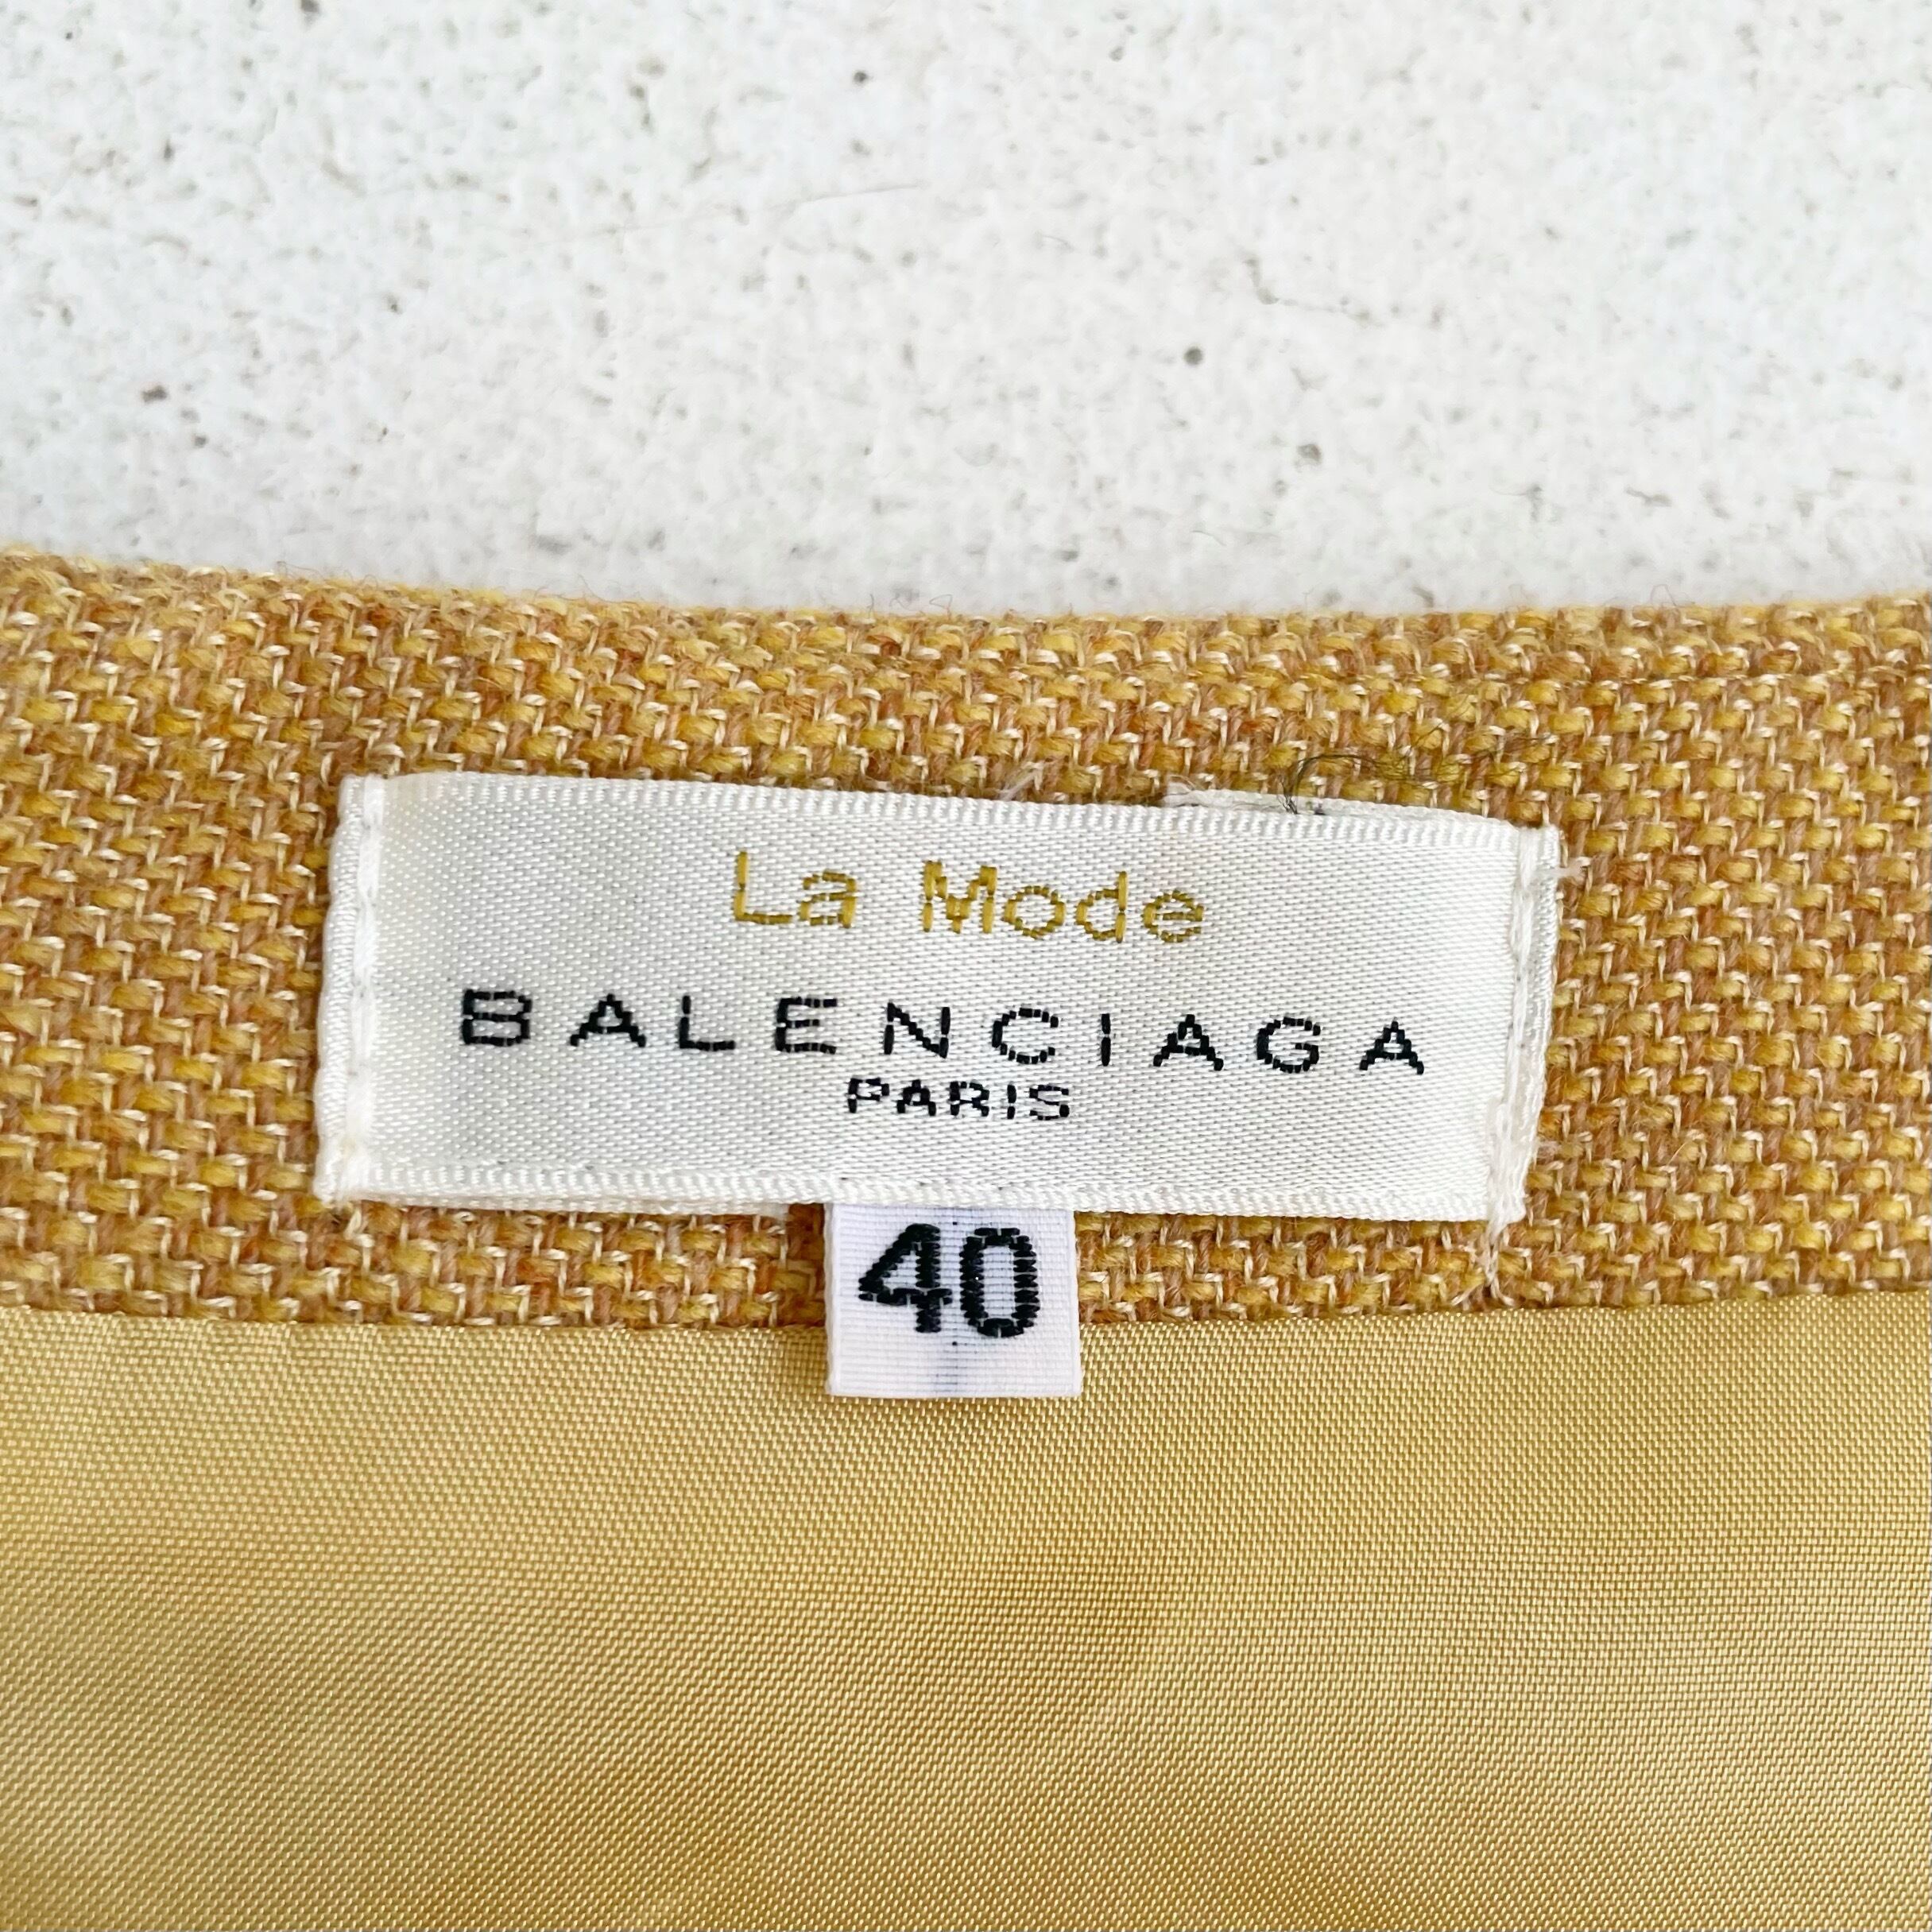 La Mode
BALENCIAGA
PARIS
40